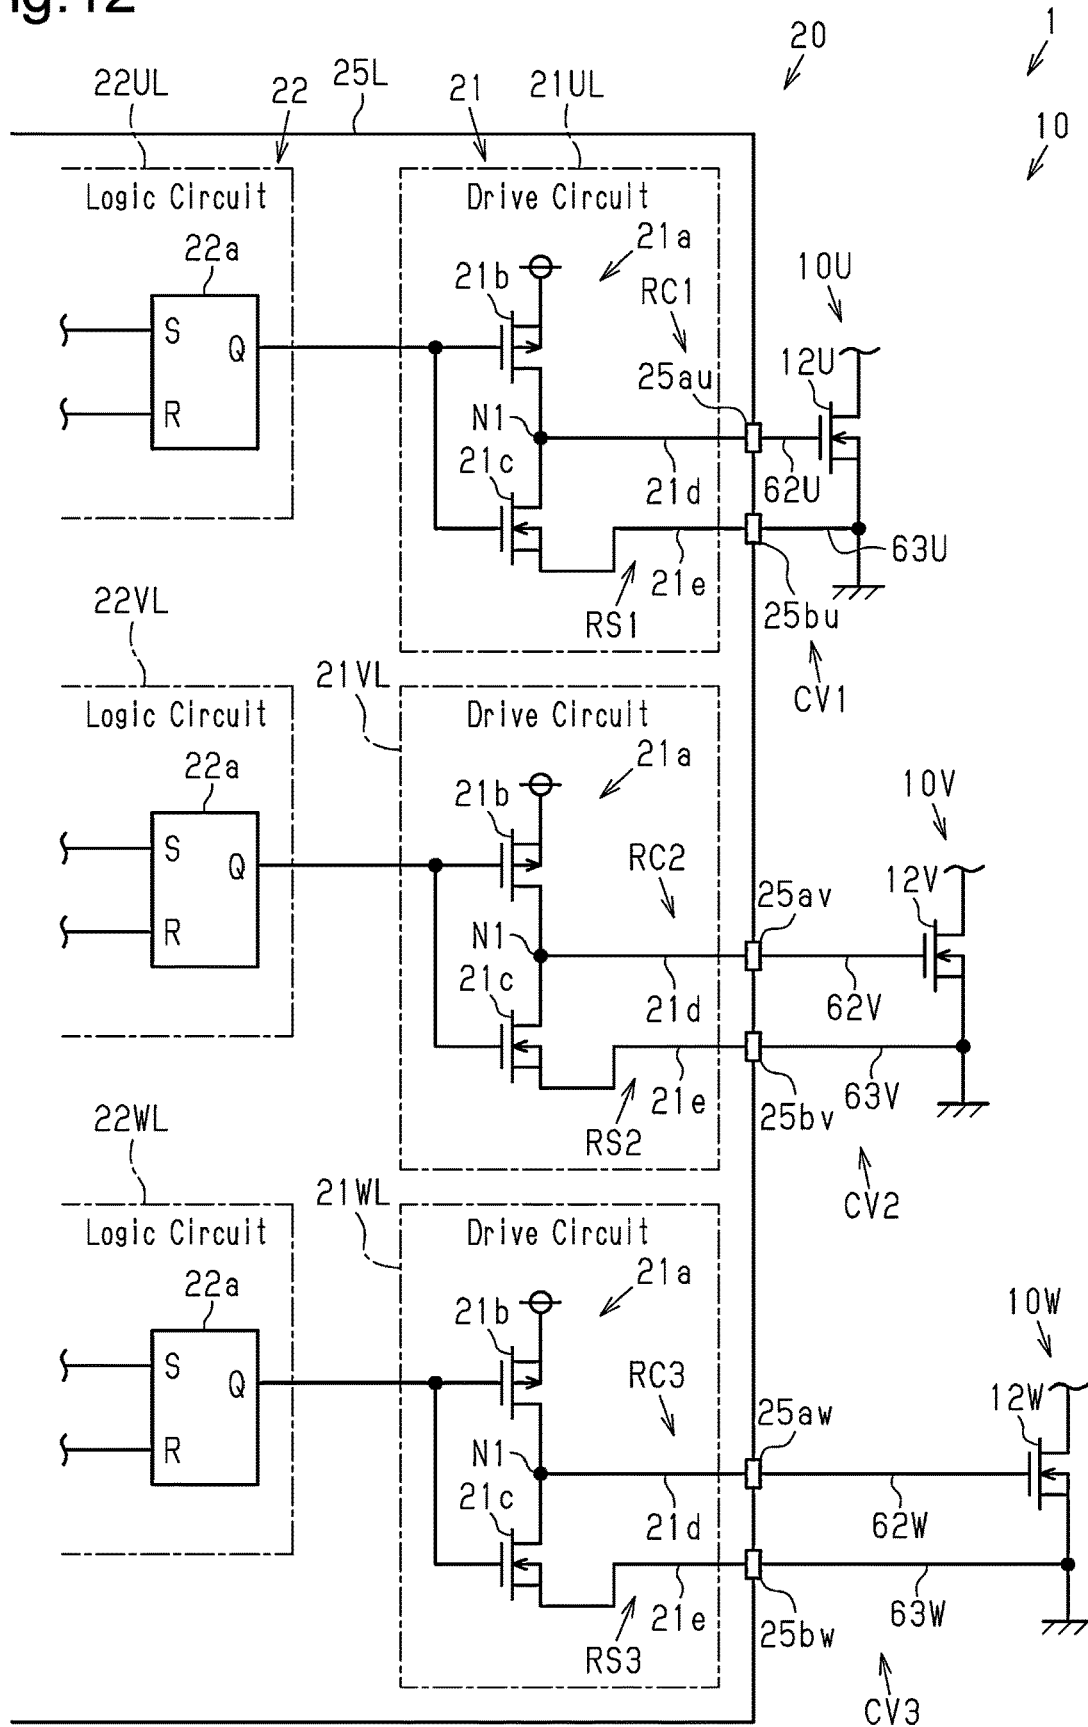 ig.12
20
1
10
22UL
22
25L
21
21UL
Logic Circuit
22a
S
Q
R
Drive Circuit
21b
21a
RC1
10U
25au
12U
N1
21c
21d
62U
21e
63U
RS1
25bu
CV1
22VL
21VL
Logic Circuit
22a
S
Q
R
Drive Circuit
21b
21a
RC2
10V
25av
12V
N1
21c
21d
62V
21e
63V
RS2
25bv
CV2
22WL
21WL
Logic Circuit
22a
S
Q
R
Drive Circuit
21b
21a
RC3
10W
25aw
12W
N1
21c
21d
62W
21e
63W
RS3
25bw
CV3